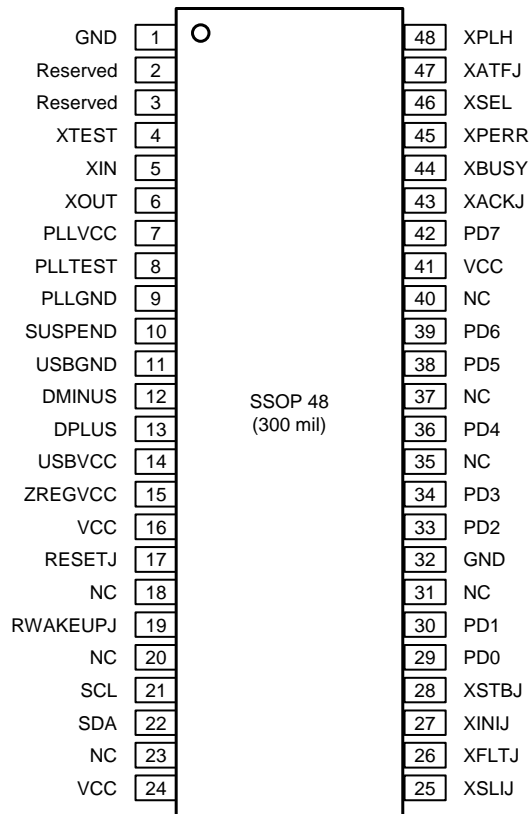 GND 1 48 XPLH
Reserved 2 47 XATFJ
Reserved 3 46 XSEL
XTEST 4 45 XPERR
XIN 5 44 XBUSY
XOUT 6 43 XACKJ
PLLVCC 7 42 PD7
PLLTEST 8 41 VCC
PLLGND 9 40 NC
SUSPEND 10 39 PD6
USBGND 11 38 PD5
DMINUS 12 SSOP 48 37 NC
DPLUS 13 (300 mil) 36 PD4
USBVCC 14 35 NC
ZREGVCC 15 34 PD3
VCC 16 33 PD2
RESETJ 17 32 GND
NC 18 31 NC
RWAKEUPJ 19 30 PD1
NC 20 29 PD0
SCL 21 28 XSTBJ
SDA 22 27 XINIJ
NC 23 26 XFLTJ
VCC 24 25 XSLIJ